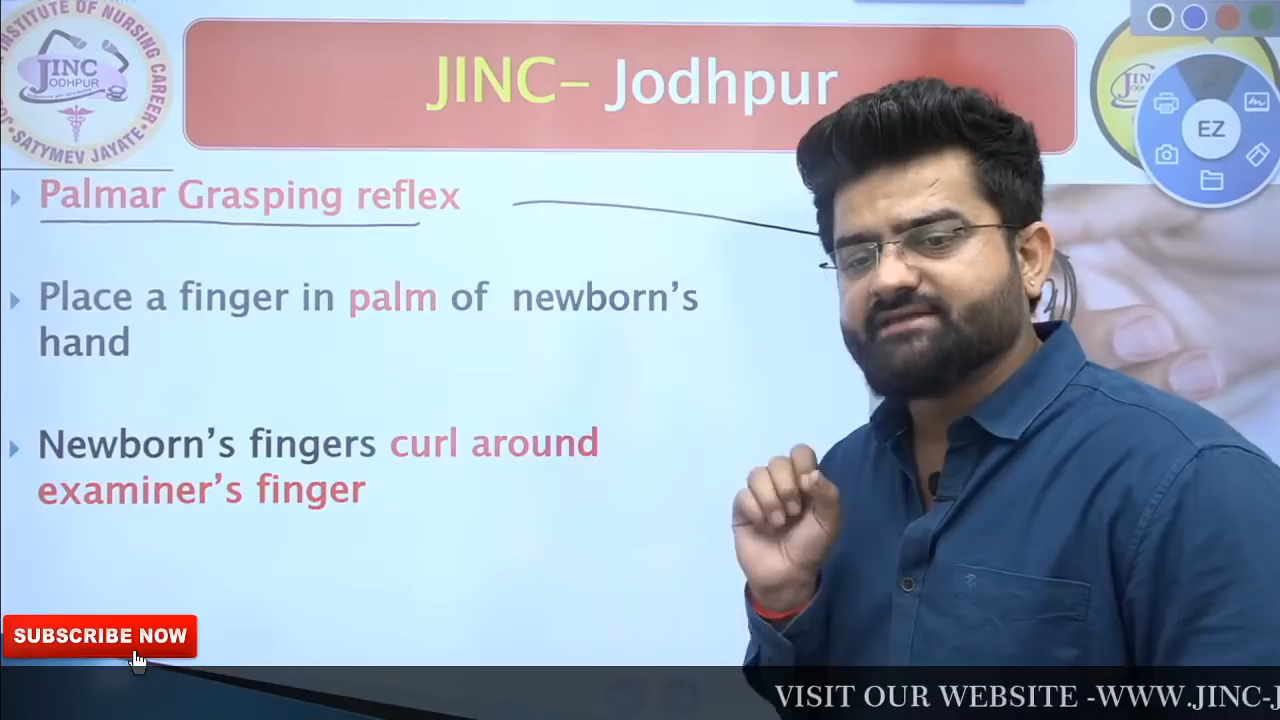 INSTITUTE OF NURSING CAREER
JINC
JODHPUR
SATYMEV JAYATE
JINC- Jodhpur
JINC
EZ
Palmar Grasping reflex
Place a finger in palm of newborn's
hand
Newborn's fingers curl around
examiner's finger
SUBSCRIBE NOW
VISIT OUR WEBSITE -WWW.JINC-J